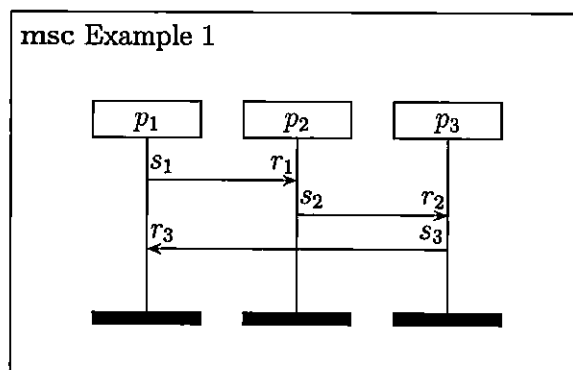 msc Example 1
p₁ p₂ p₃
s₁ r₁
s₂ r₂
r₃ s₃